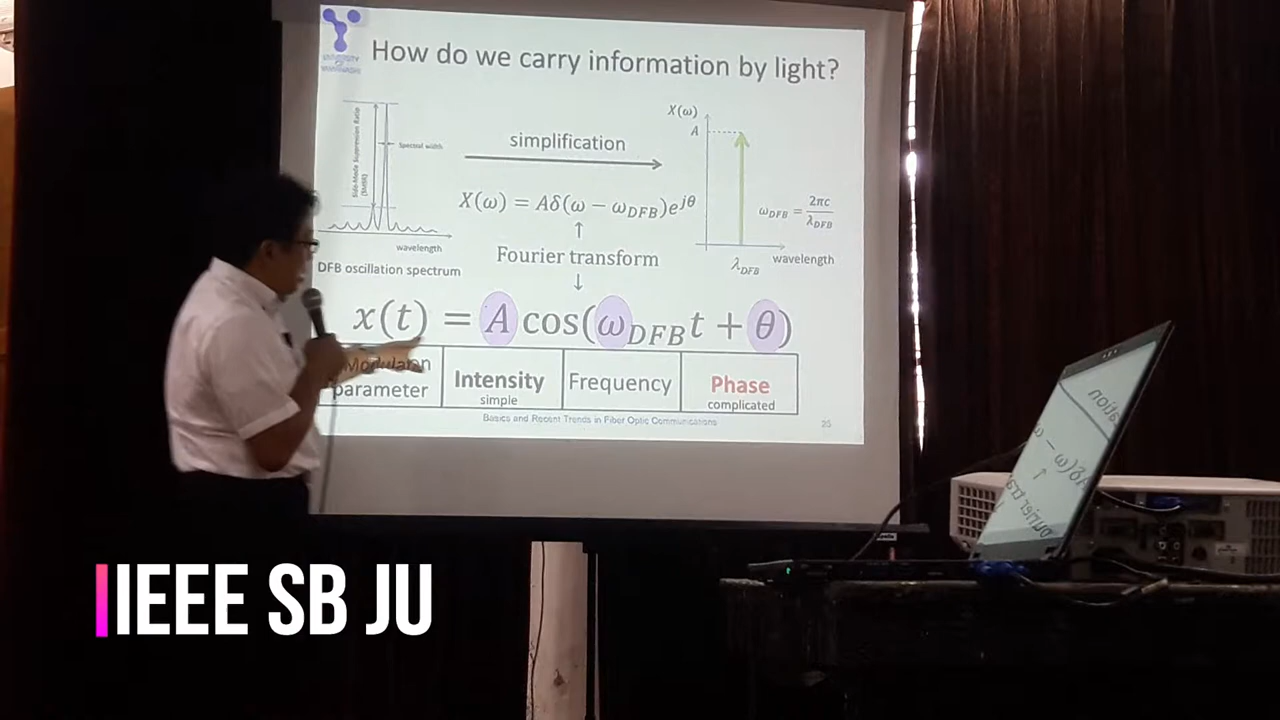 How do we carry information by light?
Side-Mode Suppression Ratio
(SMSR)
Spectral width
wavelength
DFB oscillation spectrum
simplification
X(ω) = Aδ(ω − ω_DFB)e^{jθ}
↑
Fourier transform
↓
X(ω)
A
ω_DFB = 2πc / λ_DFB
λ_DFB
wavelength
x(t) = A cos(ω_DFB t + θ)
parameter
Intensity
simple
Frequency
Phase
complicated
Basics and Recent Trends in Fiber Optic Communications
25
IEEE SB JU